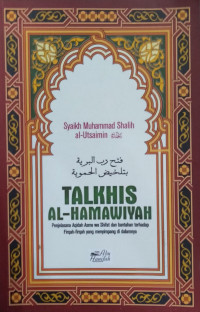 Syaikh Muhammad Shalih
al-Utsaimin
فتح رب البرية
بتلخيص الحموية
TALKHIS
AL-HAMAWIYAH
Penjelasan Aqidah Asma wa Shifat dan bantahan terhadap
Firqah-firqah yang menyimpang di dalamnya